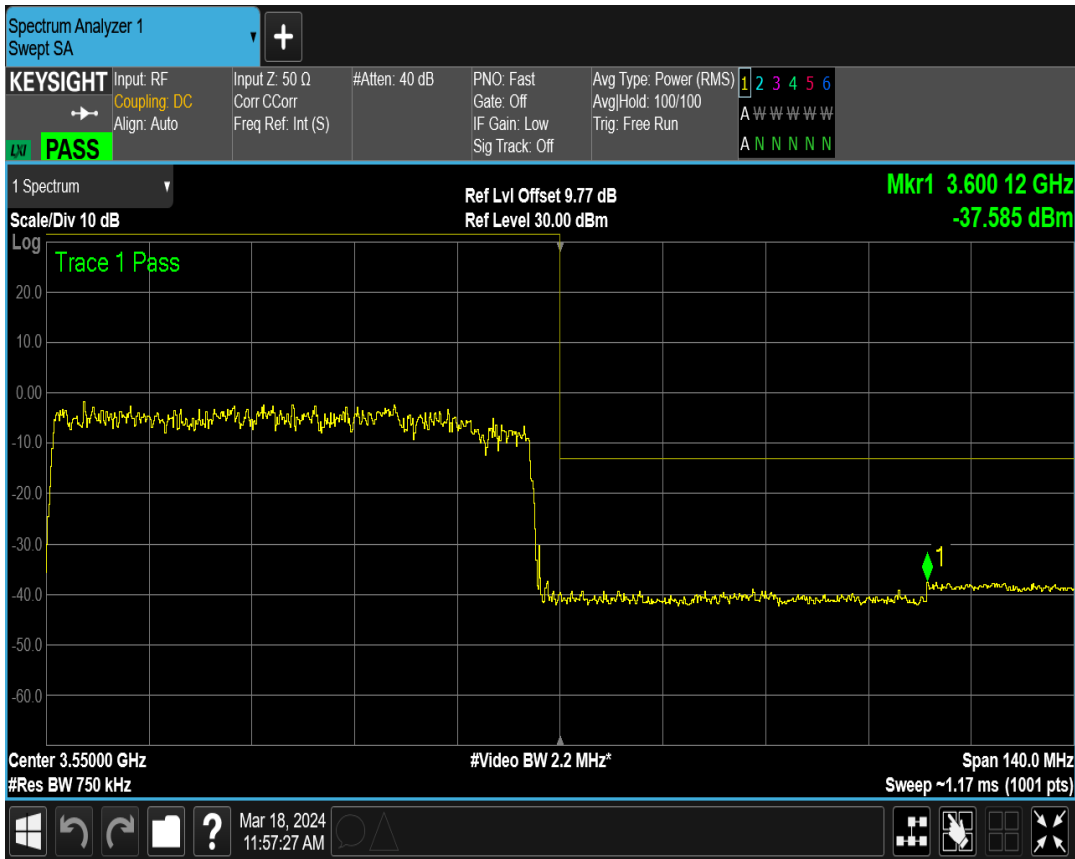 Spectrum Analyzer 1
Swept SA
+
KEYSIGHT
LXI PASS
Input: RF
Coupling: DC
Align: Auto
Input Z: 50 Ω
Corr CCorr
Freq Ref: Int (S)
#Atten: 40 dB
PNO: Fast
Gate: Off
IF Gain: Low
Sig Track: Off
Avg Type: Power (RMS)
Avg|Hold: 100/100
Trig: Free Run
1 2 3 4 5 6
A W W W W W
A N N N N N
1 Spectrum
Scale/Div 10 dB
Ref Lvl Offset 9.77 dB
Ref Level 30.00 dBm
Mkr1 3.600 12 GHz
-37.585 dBm
Log
Trace 1 Pass
20.0
10.0
0.00
-10.0
-20.0
-30.0
-40.0
-50.0
-60.0
1
Center 3.55000 GHz
#Res BW 750 kHz
#Video BW 2.2 MHz*
Span 140.0 MHz
Sweep ~1.17 ms (1001 pts)
?
Mar 18, 2024
11:57:27 AM